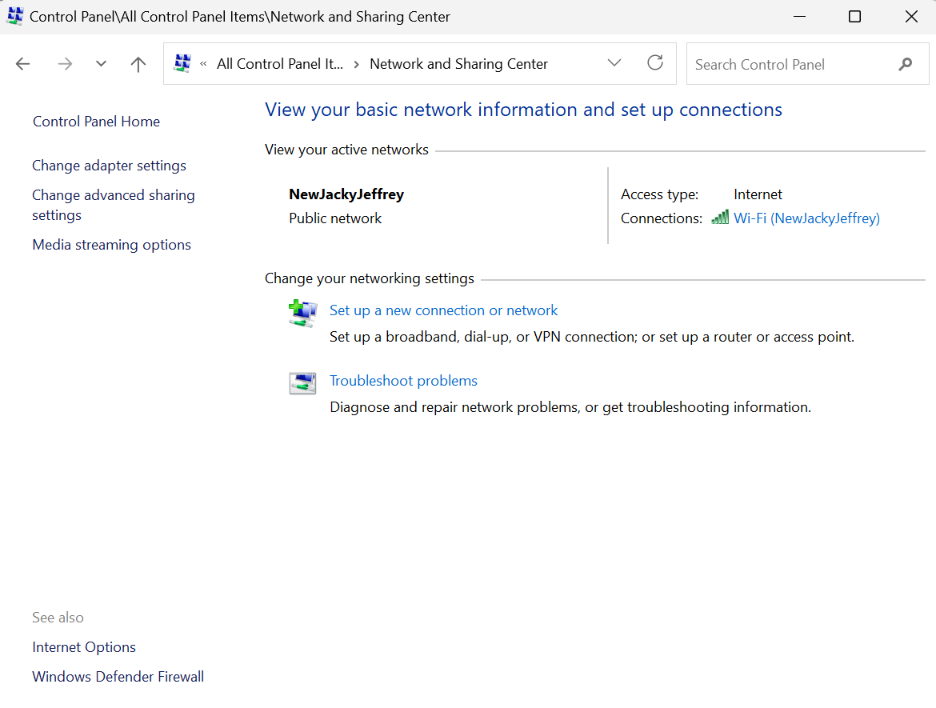 Control Panel\All Control Panel Items\Network and Sharing Center
« All Control Panel It... › Network and Sharing Center
Search Control Panel
Control Panel Home
Change adapter settings
Change advanced sharing
settings
Media streaming options
View your basic network information and set up connections
View your active networks
NewJackyJeffrey
Public network
Access type: Internet
Connections: Wi-Fi (NewJackyJeffrey)
Change your networking settings
Set up a new connection or network
Set up a broadband, dial-up, or VPN connection; or set up a router or access point.
Troubleshoot problems
Diagnose and repair network problems, or get troubleshooting information.
See also
Internet Options
Windows Defender Firewall